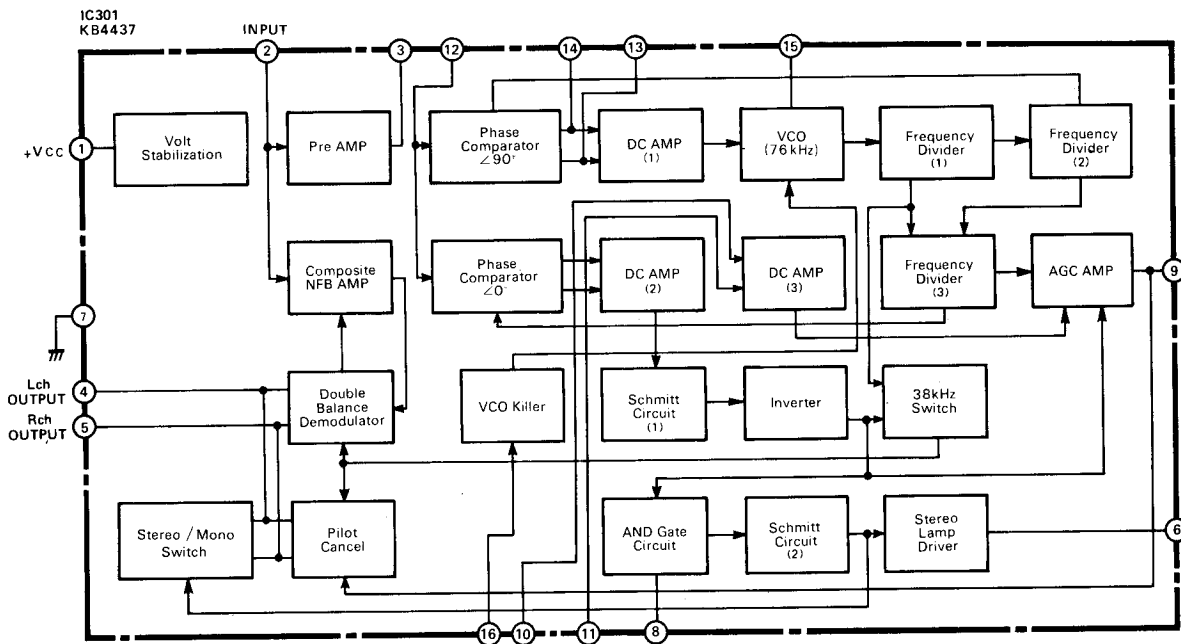 IC301
KB4437
INPUT
2
3
12
14
13
15
1
+VCC
Volt
Stabilization
Pre AMP
Phase
Comparator
∠90°
DC AMP
(1)
VCO
(76kHz)
Frequency
Divider
(1)
Frequency
Divider
(2)
Composite
NFB AMP
Phase
Comparator
∠0°
DC AMP
(2)
DC AMP
(3)
Frequency
Divider
(3)
AGC AMP
9
7
Lch
OUTPUT
4
Rch
OUTPUT
5
Double
Balance
Demodulator
VCO Killer
Schmitt
Circuit
(1)
Inverter
38kHz
Switch
Stereo / Mono
Switch
Pilot
Cancel
AND Gate
Circuit
Schmitt
Circuit
(2)
Stereo
Lamp
Driver
6
16
10
11
8